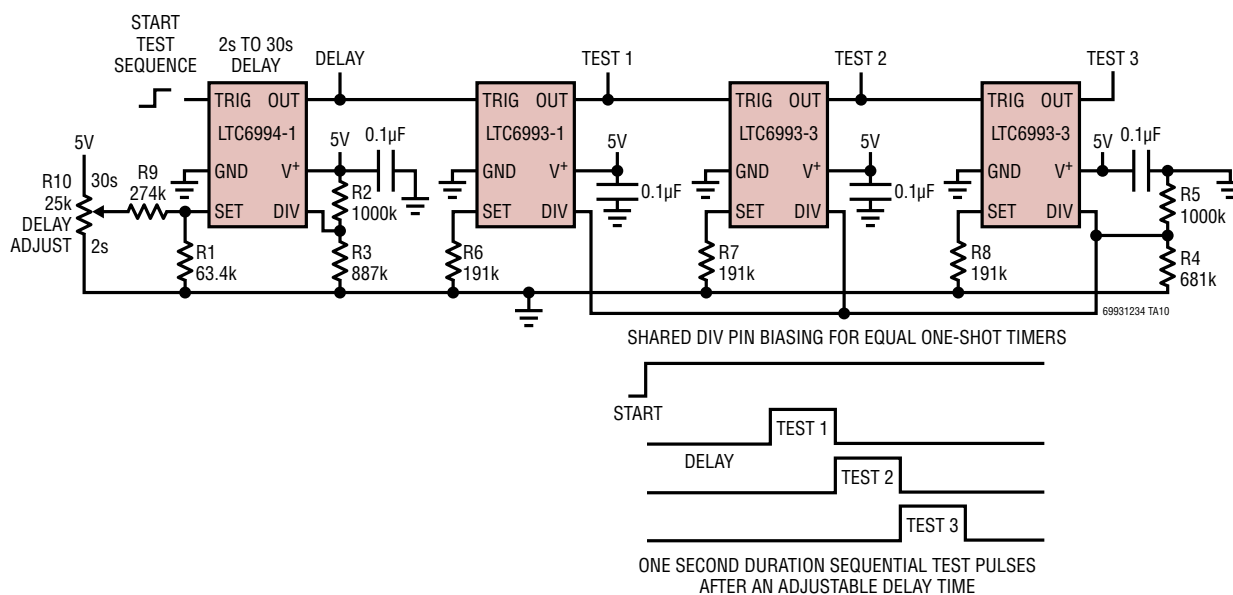 START
TEST
SEQUENCE
2s TO 30s
DELAY
DELAY
TEST 1
TEST 2
TEST 3
TRIG OUT
LTC6994-1
GND V+
SET DIV
TRIG OUT
LTC6993-1
GND V+
SET DIV
TRIG OUT
LTC6993-3
GND V+
SET DIV
TRIG OUT
LTC6993-3
GND V+
SET DIV
5V
R10
25k
DELAY
ADJUST
30s
2s
R9
274k
R1
63.4k
5V
0.1µF
R2
1000k
R3
887k
R6
191k
5V
0.1µF
R7
191k
5V
0.1µF
R8
191k
5V
0.1µF
R5
1000k
R4
681k
69931234 TA10
SHARED DIV PIN BIASING FOR EQUAL ONE-SHOT TIMERS
START
TEST 1
DELAY
TEST 2
TEST 3
ONE SECOND DURATION SEQUENTIAL TEST PULSES
AFTER AN ADJUSTABLE DELAY TIME